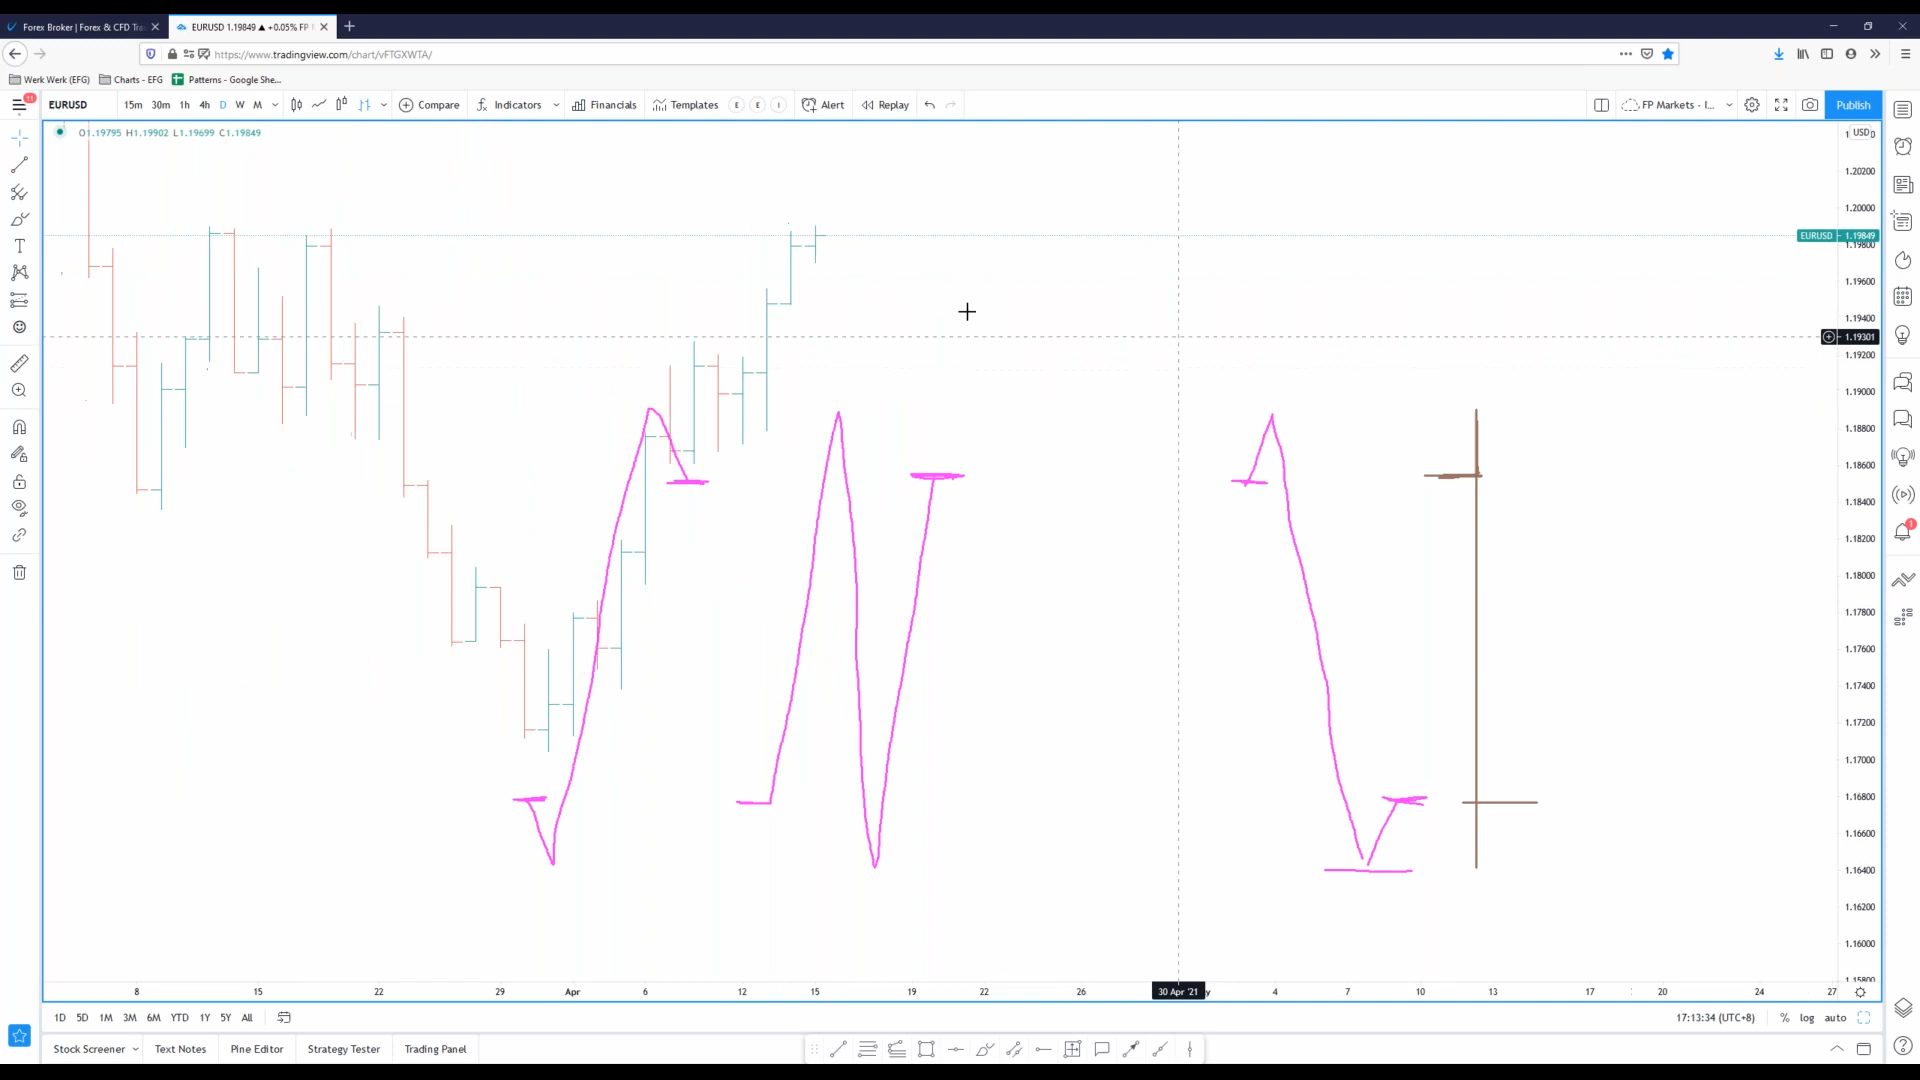 Forex Broker | Forex & CFD Tra
EURUSD 1.19849 ▲ +0.05% FP
https://www.tradingview.com/chart/vFTGXWTA/
Werk Werk (EFG) Charts - EFG Patterns - Google She...
11
EURUSD 15m 30m 1h 4h D W M Compare Indicators Financials Templates E E I Alert Replay FP Markets - I... Publish
O1.19795 H1.19902 L1.19699 C1.19849
USD
1.20200
1.20000
EURUSD 1.19849
1.19800
1.19600
1.19400
1.19301
1.19200
1.19000
1.18800
1.18600
1.18400
1
1.18200
1.18000
1.17800
1.17600
1.17400
1.17200
1.17000
1.16800
1.16600
1.16400
1.16200
1.16000
1.15800
8 15 22 29 Apr 6 12 15 19 22 26 30 Apr '21 y 4 7 10 13 17 20 24 27
1D 5D 1M 3M 6M YTD 1Y 5Y All 17:13:34 (UTC+8) % log auto
Stock Screener Text Notes Pine Editor Strategy Tester Trading Panel